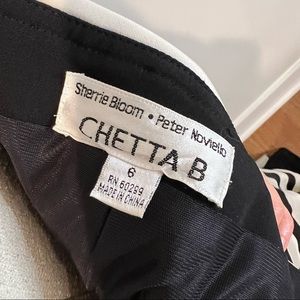 Sherrie Bloom • Peter Noviello
CHETTA B
6
RN 60299
MADE IN CHINA